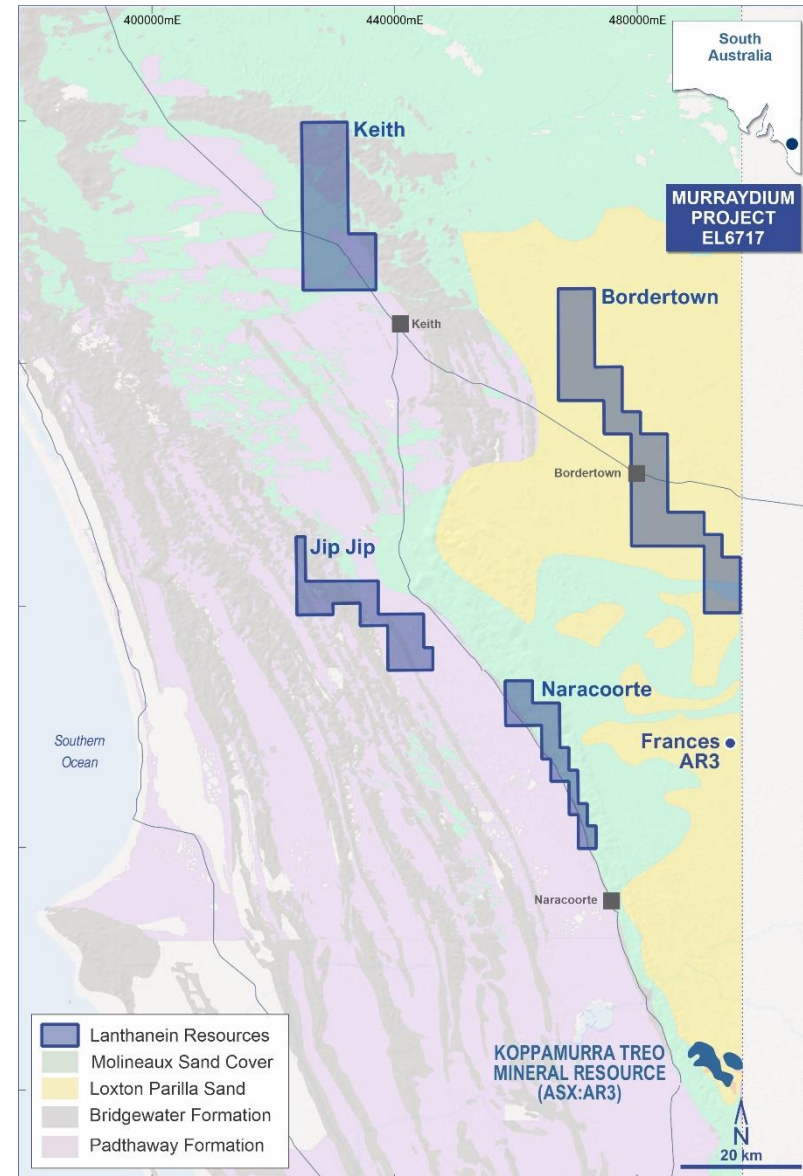 400000mE
440000mE
480000mE
South
Australia
Keith
MURRAYDIUM
PROJECT
EL6717
Bordertown
Keith
Bordertown
Jip Jip
Naracoorte
Frances
AR3
Southern
Ocean
Naracoorte
Lanthanein Resources
Molineaux Sand Cover
Loxton Parilla Sand
Bridgewater Formation
Padthaway Formation
KOPPAMURRA TREO
MINERAL RESOURCE
(ASX:AR3)
N
20 km